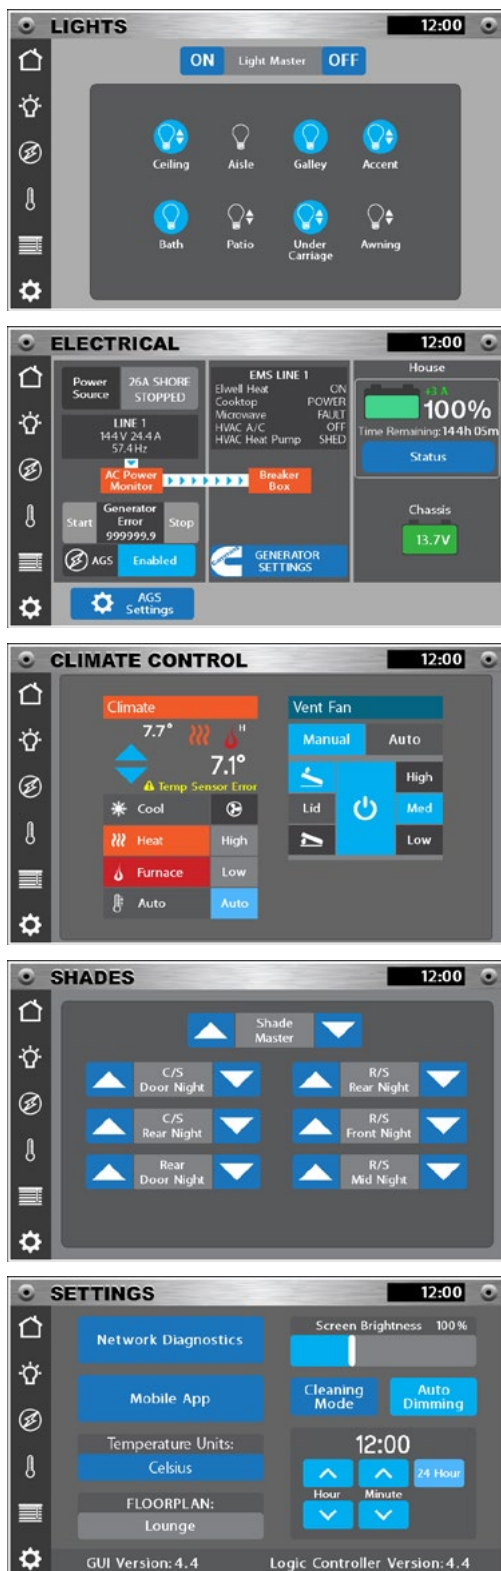 LIGHTS 12:00
ON Light Master OFF
Ceiling Aisle Galley Accent
Bath Patio Under Carriage Awning
ELECTRICAL 12:00
Power Source
26A SHORE
STOPPED
LINE 1
144 V 24.4 A
57.4 Hz
AC Power Monitor
Breaker Box
Start Generator Error 999999.9 Stop
AGS Enabled
AGS Settings
EMS LINE 1
Elwell Heat ON
Cooktop POWER
Microwave FAULT
HVAC A/C OFF
HVAC Heat Pump SHED
GENERATOR SETTINGS
House
+3 A
100%
Time Remaining: 144h 05m
Status
Chassis
13.7V
CLIMATE CONTROL 12:00
Climate
7.7° H
7.1°
Temp Sensor Error
Cool
Heat High
Furnace Low
Auto Auto
Vent Fan
Manual Auto
High
Lid Med
Low
SHADES 12:00
Shade Master
C/S Door Night
R/S Rear Night
C/S Rear Night
R/S Front Night
Rear Door Night
R/S Mid Night
SETTINGS 12:00
Network Diagnostics
Mobile App
Temperature Units:
Celsius
FLOORPLAN:
Lounge
Screen Brightness 100%
Cleaning Mode
Auto Dimming
12:00
24 Hour
Hour Minute
GUI Version: 4.4 Logic Controller Version: 4.4